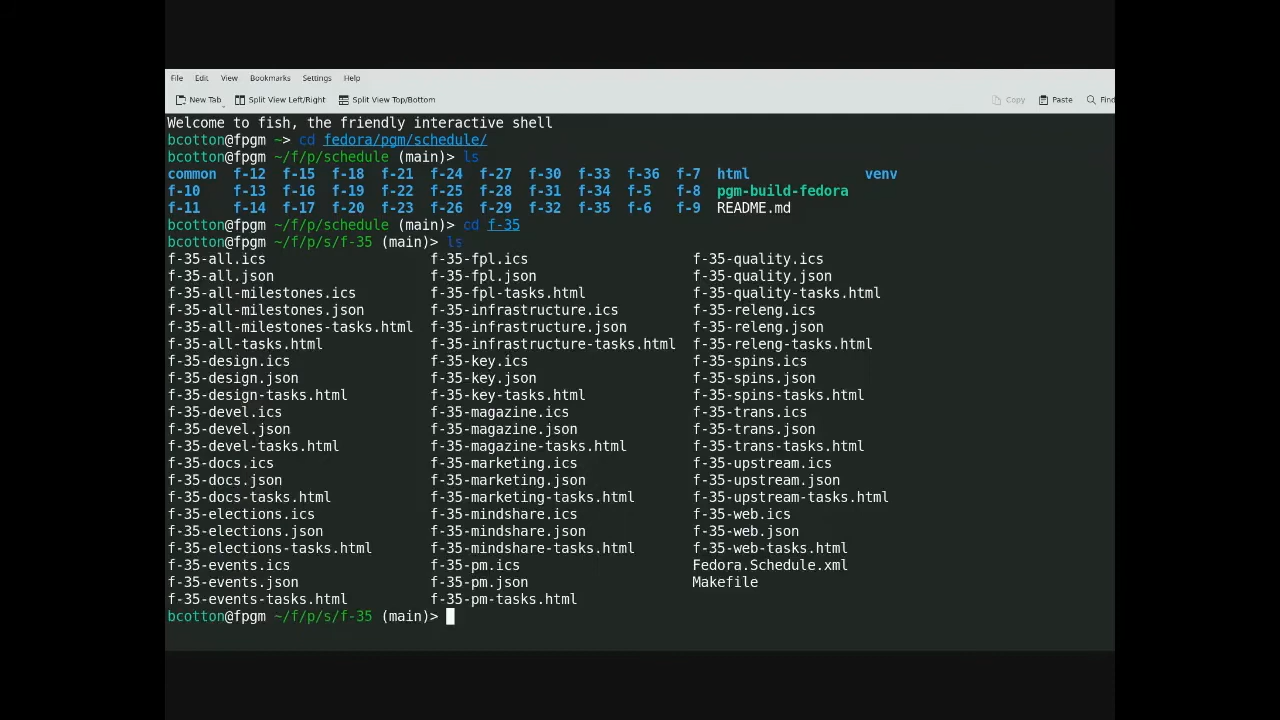 File Edit View Bookmarks Settings Help
New Tab Split View Left/Right Split View Top/Bottom Copy Paste Find
Welcome to fish, the friendly interactive shell
bcotton@fpgm ~> cd fedora/pgm/schedule/
bcotton@fpgm ~/f/p/schedule (main)> ls
common f-12 f-15 f-18 f-21 f-24 f-27 f-30 f-33 f-36 f-7 html venv
f-10 f-13 f-16 f-19 f-22 f-25 f-28 f-31 f-34 f-5 f-8 pgm-build-fedora
f-11 f-14 f-17 f-20 f-23 f-26 f-29 f-32 f-35 f-6 f-9 README.md
bcotton@fpgm ~/f/p/schedule (main)> cd f-35
bcotton@fpgm ~/f/p/s/f-35 (main)> ls
f-35-all.ics f-35-fpl.ics f-35-quality.ics
f-35-all.json f-35-fpl.json f-35-quality.json
f-35-all-milestones.ics f-35-fpl-tasks.html f-35-quality-tasks.html
f-35-all-milestones.json f-35-infrastructure.ics f-35-releng.ics
f-35-all-milestones-tasks.html f-35-infrastructure.json f-35-releng.json
f-35-all-tasks.html f-35-infrastructure-tasks.html f-35-releng-tasks.html
f-35-design.ics f-35-key.ics f-35-spins.ics
f-35-design.json f-35-key.json f-35-spins.json
f-35-design-tasks.html f-35-key-tasks.html f-35-spins-tasks.html
f-35-devel.ics f-35-magazine.ics f-35-trans.ics
f-35-devel.json f-35-magazine.json f-35-trans.json
f-35-devel-tasks.html f-35-magazine-tasks.html f-35-trans-tasks.html
f-35-docs.ics f-35-marketing.ics f-35-upstream.ics
f-35-docs.json f-35-marketing.json f-35-upstream.json
f-35-docs-tasks.html f-35-marketing-tasks.html f-35-upstream-tasks.html
f-35-elections.ics f-35-mindshare.ics f-35-web.ics
f-35-elections.json f-35-mindshare.json f-35-web.json
f-35-elections-tasks.html f-35-mindshare-tasks.html f-35-web-tasks.html
f-35-events.ics f-35-pm.ics Fedora.Schedule.xml
f-35-events.json f-35-pm.json Makefile
f-35-events-tasks.html f-35-pm-tasks.html
bcotton@fpgm ~/f/p/s/f-35 (main)>